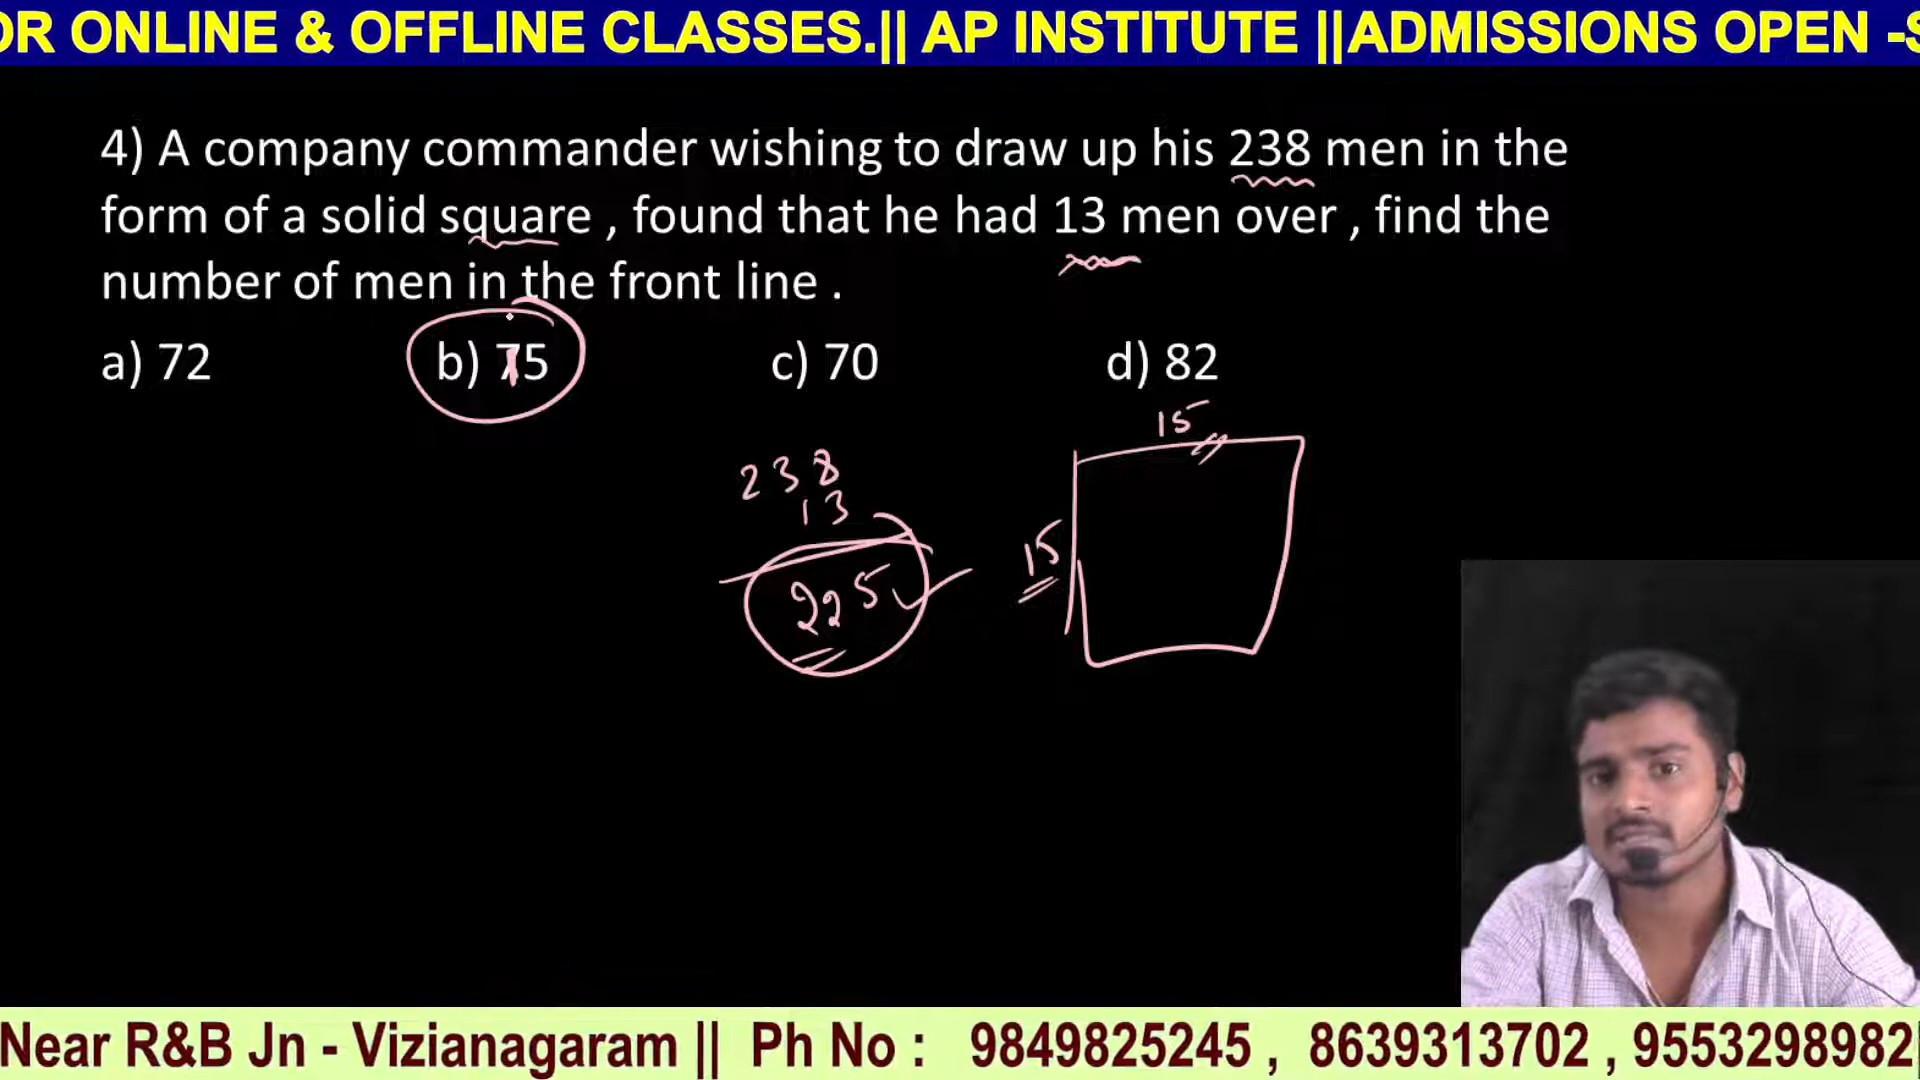 OR ONLINE & OFFLINE CLASSES.|| AP INSTITUTE ||ADMISSIONS OPEN -S
4) A company commander wishing to draw up his 238 men in the
form of a solid square , found that he had 13 men over , find the
number of men in the front line .
a) 72 b) 15 c) 70 d) 82
15
238
13
15
225
Near R&B Jn - Vizianagaram || Ph No : 9849825245 , 8639313702 , 9553298982